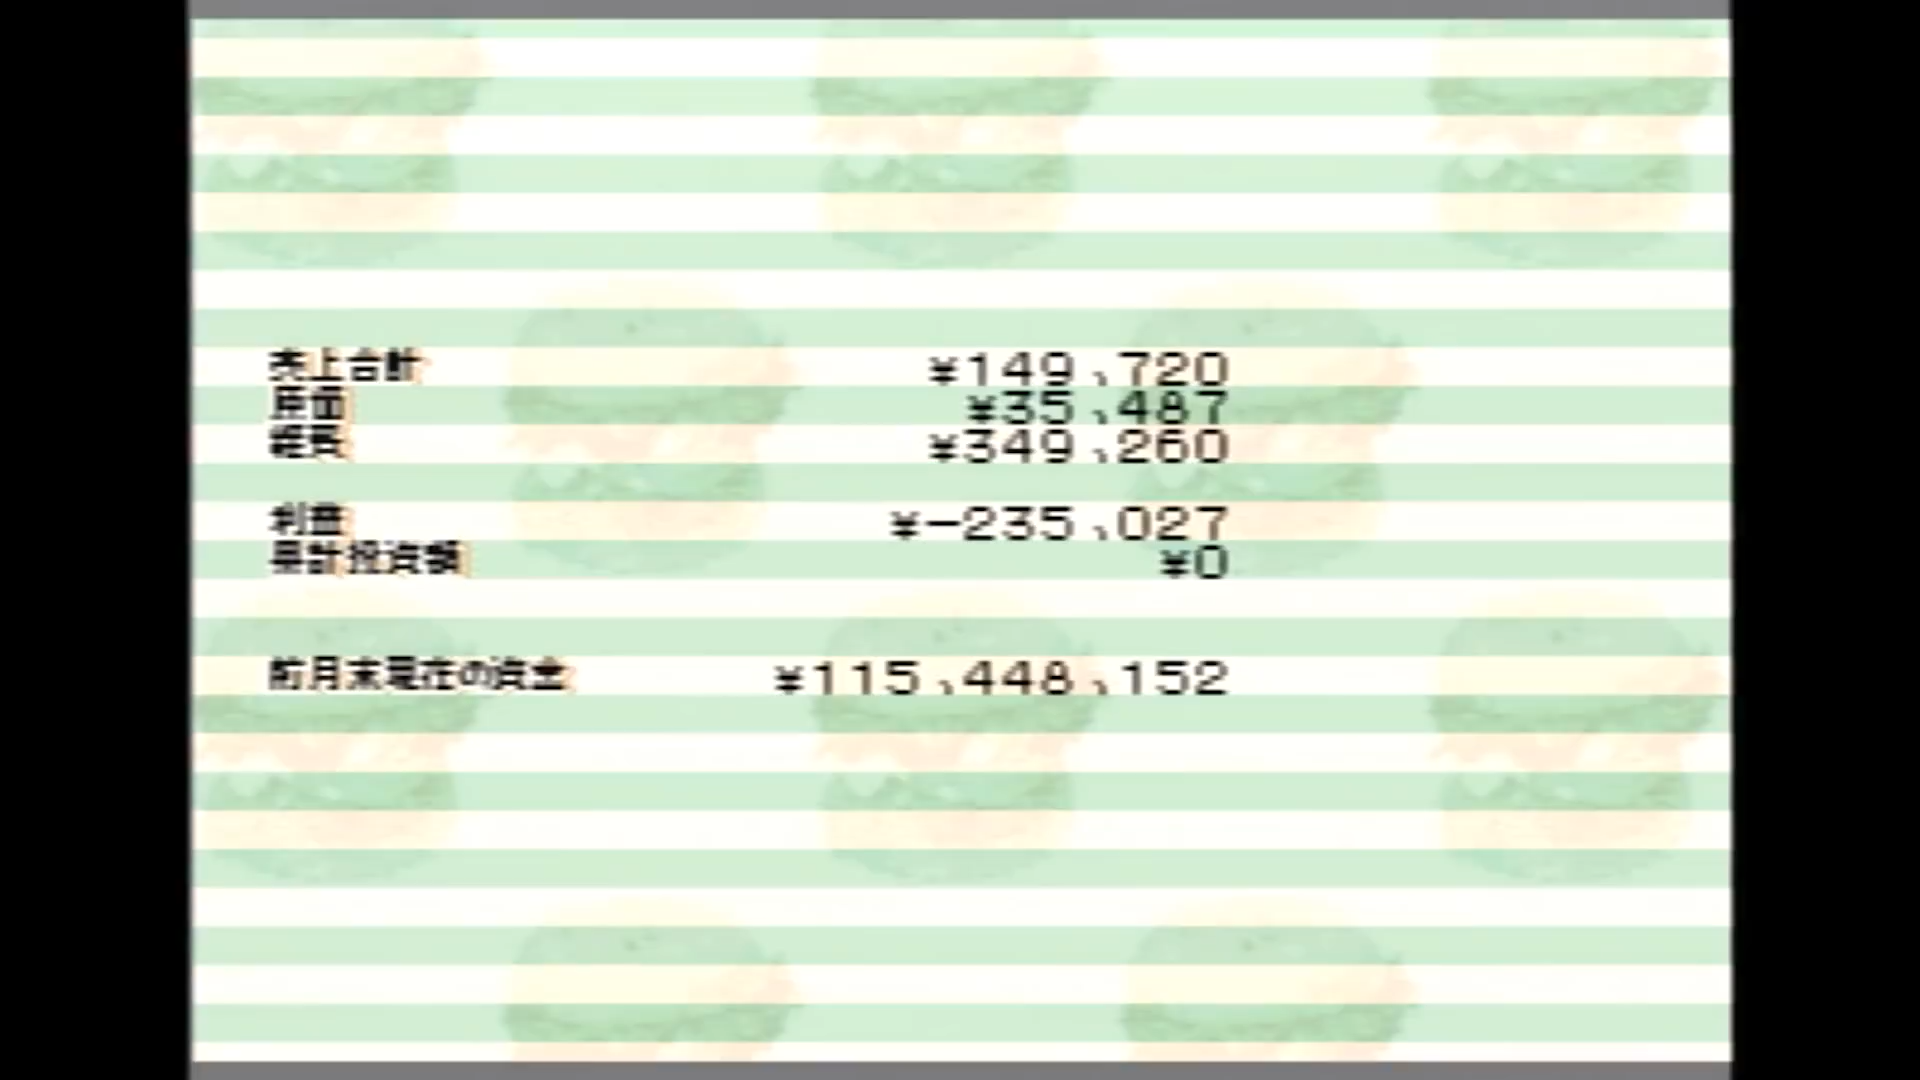 売上合計 ¥149,720
原価 ¥35,487
経費 ¥349,260
利益 ¥-235,027
累計投資額 ¥0
前月末現在の資金 ¥115,448,152